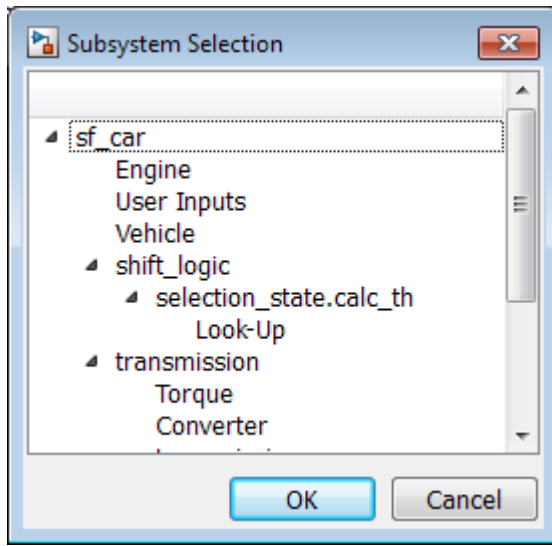 Subsystem Selection
sf_car
Engine
User Inputs
Vehicle
shift_logic
selection_state.calc_th
Look-Up
transmission
Torque
Converter
OK
Cancel